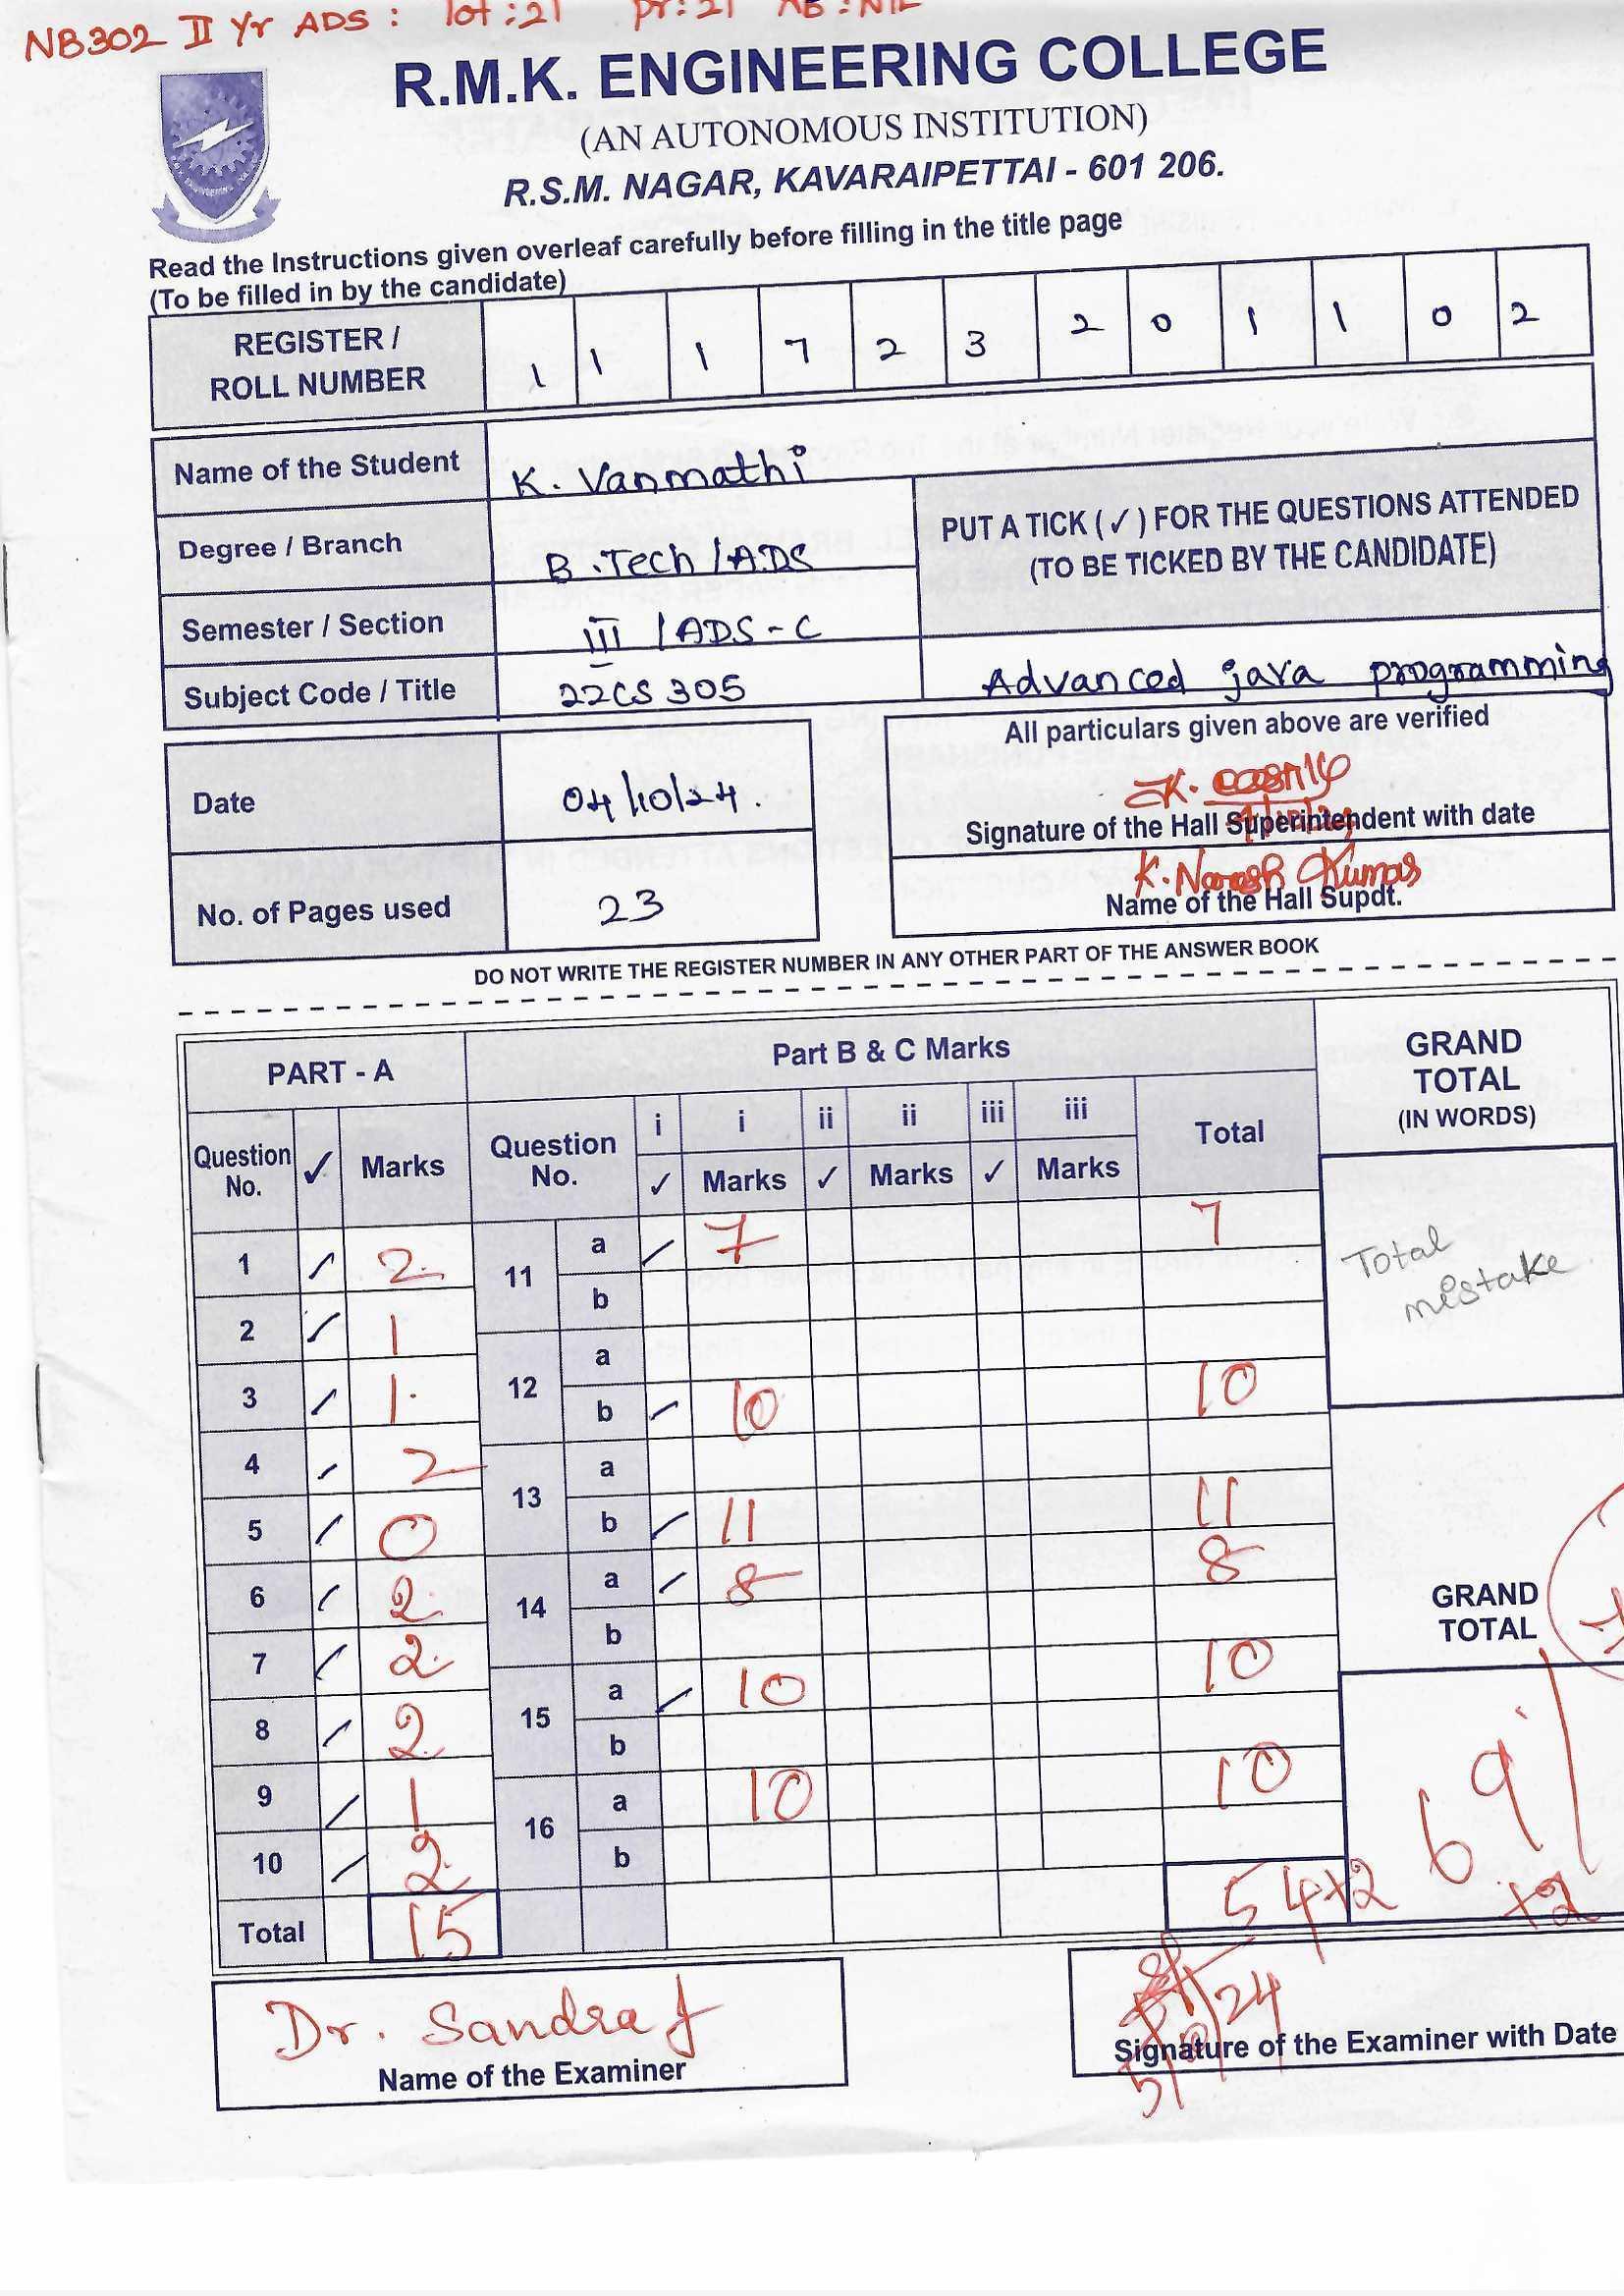 NB302 II Yr ADS : Tot : 21 Pr : 21 AB : NIL
R.M.K. ENGINEERING COLLEGE
(AN AUTONOMOUS INSTITUTION)
R.S.M. NAGAR, KAVARAIPETTAI - 601 206.
Read the Instructions given overleaf carefully before filling in the title page
(To be filled in by the candidate)
REGISTER / ROLL NUMBER 1 1 1 7 2 3 2 0 1 1 0 2
Name of the Student K. Vanmathi
PUT A TICK (✓) FOR THE QUESTIONS ATTENDED
(TO BE TICKED BY THE CANDIDATE)
Degree / Branch B.Tech / ADS
Semester / Section III / ADS - C
Subject Code / Title 22CS305 Advanced java programming
All particulars given above are verified
Date 04/10/24.
Signature of the Hall Superintendent with date
No. of Pages used 23
K. Naresh Kumar
Name of the Hall Supdt.
DO NOT WRITE THE REGISTER NUMBER IN ANY OTHER PART OF THE ANSWER BOOK
PART - A Part B & C Marks GRAND TOTAL (IN WORDS)
Question No. ✓ Marks Question No. i ✓ i Marks ii ✓ ii Marks iii ✓ iii Marks Total
1 ✓ 2 11 a ✓ 7 7
b
Total mistake
2 ✓ 1 12 a
3 ✓ 1 b ✓ 10 10
4 ✓ 2 13 a
5 ✓ 0 b ✓ 11 11
6 ✓ 2 14 a ✓ 8 8
b
GRAND TOTAL
7 ✓ 2 15 a ✓ 10 10
8 ✓ 2 b
9 ✓ 1 16 a 10 10
10 ✓ 2 b
69 +2
Total 15 54+2
Dr. Sandra J
Name of the Examiner
5/10/24
Signature of the Examiner with Date